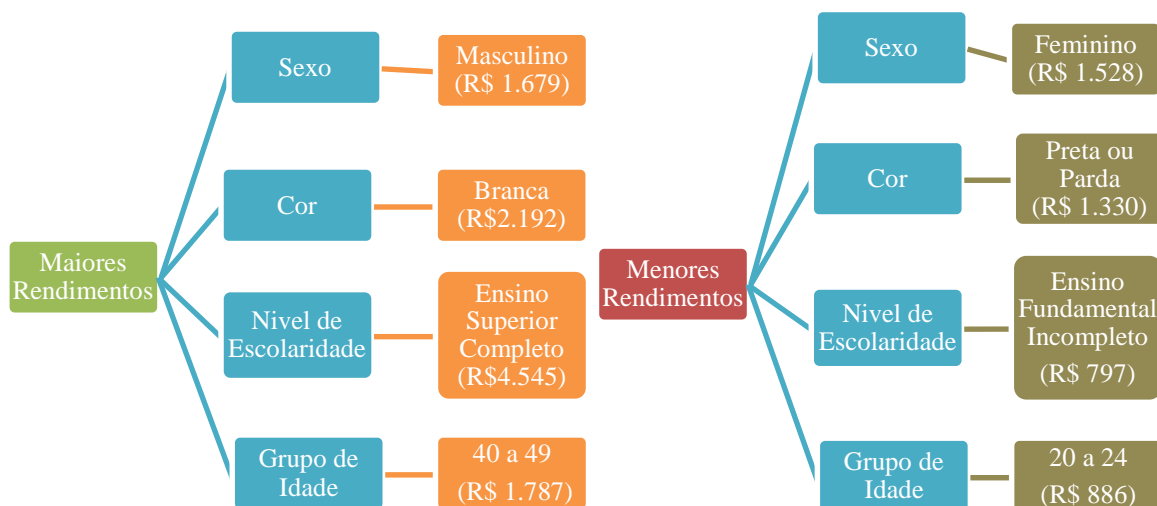 Maiores
Rendimentos
Sexo
Masculino
(R$ 1.679)
Cor
Branca
(R$2.192)
Nivel de
Escolaridade
Ensino
Superior
Completo
(R$4.545)
Grupo de
Idade
40 a 49
(R$ 1.787)
Menores
Rendimentos
Sexo
Feminino
(R$ 1.528)
Cor
Preta ou
Parda
(R$ 1.330)
Nivel de
Escolaridade
Ensino
Fundamental
Incompleto
(R$ 797)
Grupo de
Idade
20 a 24
(R$ 886)